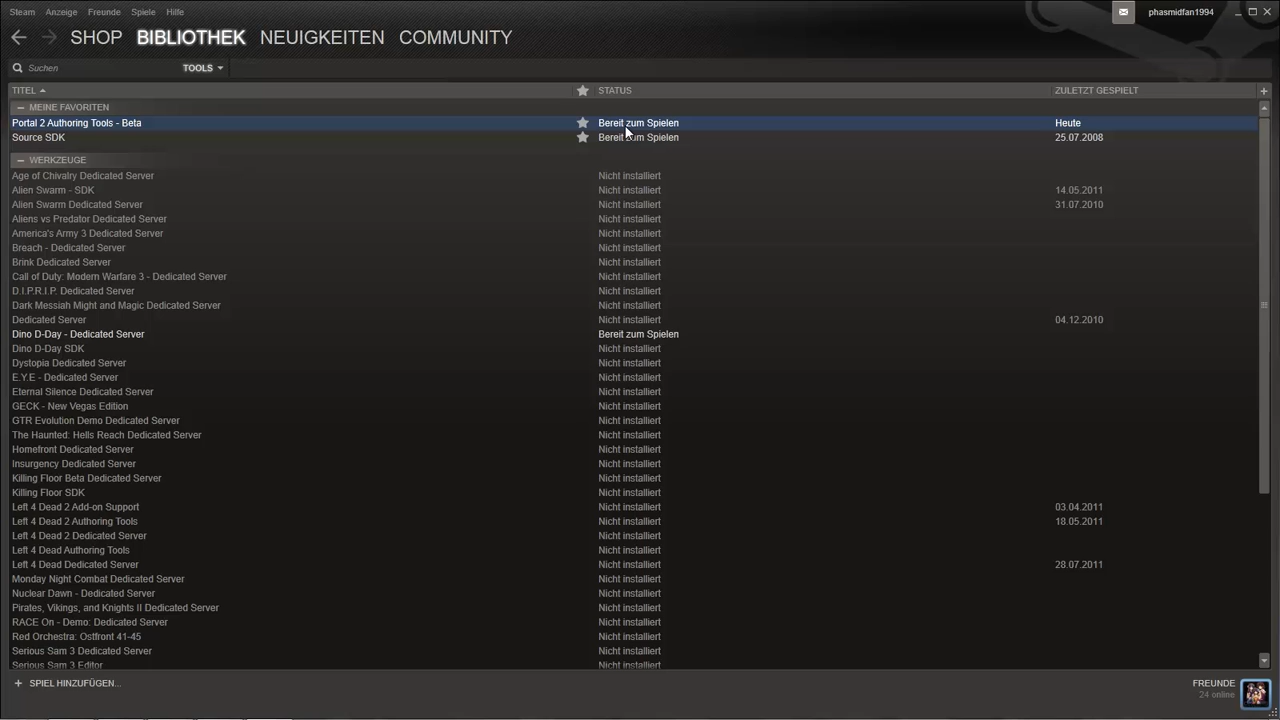 Steam Anzeige Freunde Spiele Hilfe phasmidfan1994
SHOP BIBLIOTHEK NEUIGKEITEN COMMUNITY
Suchen TOOLS
TITEL STATUS ZULETZT GESPIELT
MEINE FAVORITEN
Portal 2 Authoring Tools - Beta Bereit zum Spielen Heute
Source SDK Bereit zum Spielen 25.07.2008
WERKZEUGE
Age of Chivalry Dedicated Server Nicht installiert
Alien Swarm - SDK Nicht installiert 14.05.2011
Alien Swarm Dedicated Server Nicht installiert 31.07.2010
Aliens vs Predator Dedicated Server Nicht installiert
America's Army 3 Dedicated Server Nicht installiert
Breach - Dedicated Server Nicht installiert
Brink Dedicated Server Nicht installiert
Call of Duty: Modern Warfare 3 - Dedicated Server Nicht installiert
D.I.P.R.I.P. Dedicated Server Nicht installiert
Dark Messiah Might and Magic Dedicated Server Nicht installiert
Dedicated Server Nicht installiert 04.12.2010
Dino D-Day - Dedicated Server Bereit zum Spielen
Dino D-Day SDK Nicht installiert
Dystopia Dedicated Server Nicht installiert
E.Y.E - Dedicated Server Nicht installiert
Eternal Silence Dedicated Server Nicht installiert
GECK - New Vegas Edition Nicht installiert
GTR Evolution Demo Dedicated Server Nicht installiert
The Haunted: Hells Reach Dedicated Server Nicht installiert
Homefront Dedicated Server Nicht installiert
Insurgency Dedicated Server Nicht installiert
Killing Floor Beta Dedicated Server Nicht installiert
Killing Floor SDK Nicht installiert
Left 4 Dead 2 Add-on Support Nicht installiert 03.04.2011
Left 4 Dead 2 Authoring Tools Nicht installiert 18.05.2011
Left 4 Dead 2 Dedicated Server Nicht installiert
Left 4 Dead Authoring Tools Nicht installiert
Left 4 Dead Dedicated Server Nicht installiert 28.07.2011
Monday Night Combat Dedicated Server Nicht installiert
Nuclear Dawn - Dedicated Server Nicht installiert
Pirates, Vikings, and Knights II Dedicated Server Nicht installiert
RACE On - Demo: Dedicated Server Nicht installiert
Red Orchestra: Ostfront 41-45 Nicht installiert
Serious Sam 3 Dedicated Server Nicht installiert
Serious Sam 3 Editor Nicht installiert
SPIEL HINZUFÜGEN... FREUNDE
24 online